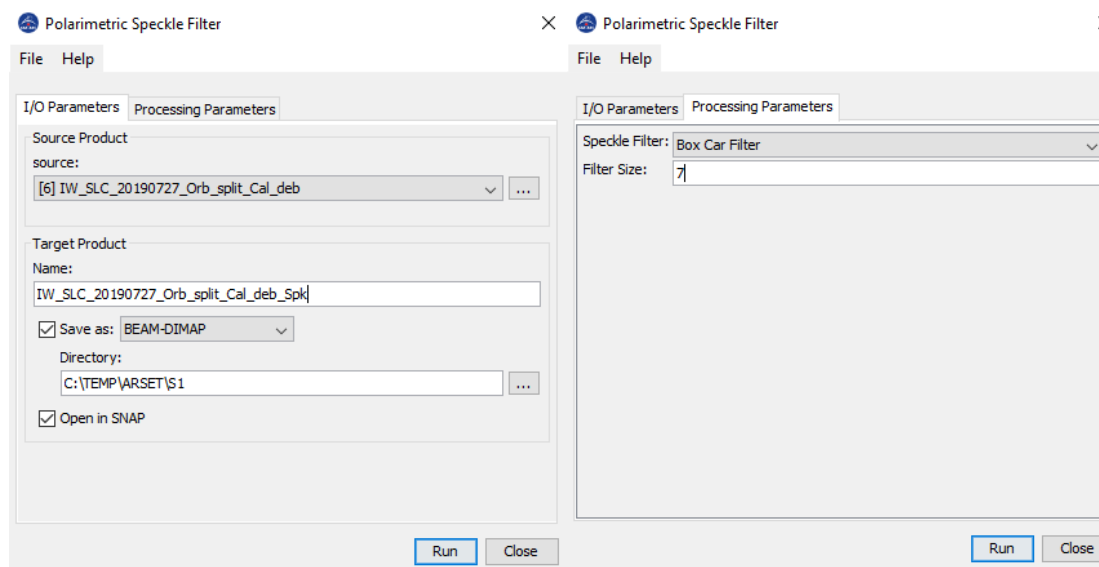 Polarimetric Speckle Filter
File Help
I/O Parameters Processing Parameters
Source Product
source:
[6] IW_SLC_20190727_Orb_split_Cal_deb
...
Target Product
Name:
IW_SLC_20190727_Orb_split_Cal_deb_Spk
Save as: BEAM-DIMAP
Directory:
C:\TEMP\ARSET\S1
...
Open in SNAP
Run Close
Polarimetric Speckle Filter
File Help
I/O Parameters Processing Parameters
Speckle Filter: Box Car Filter
Filter Size: 7
Run Close